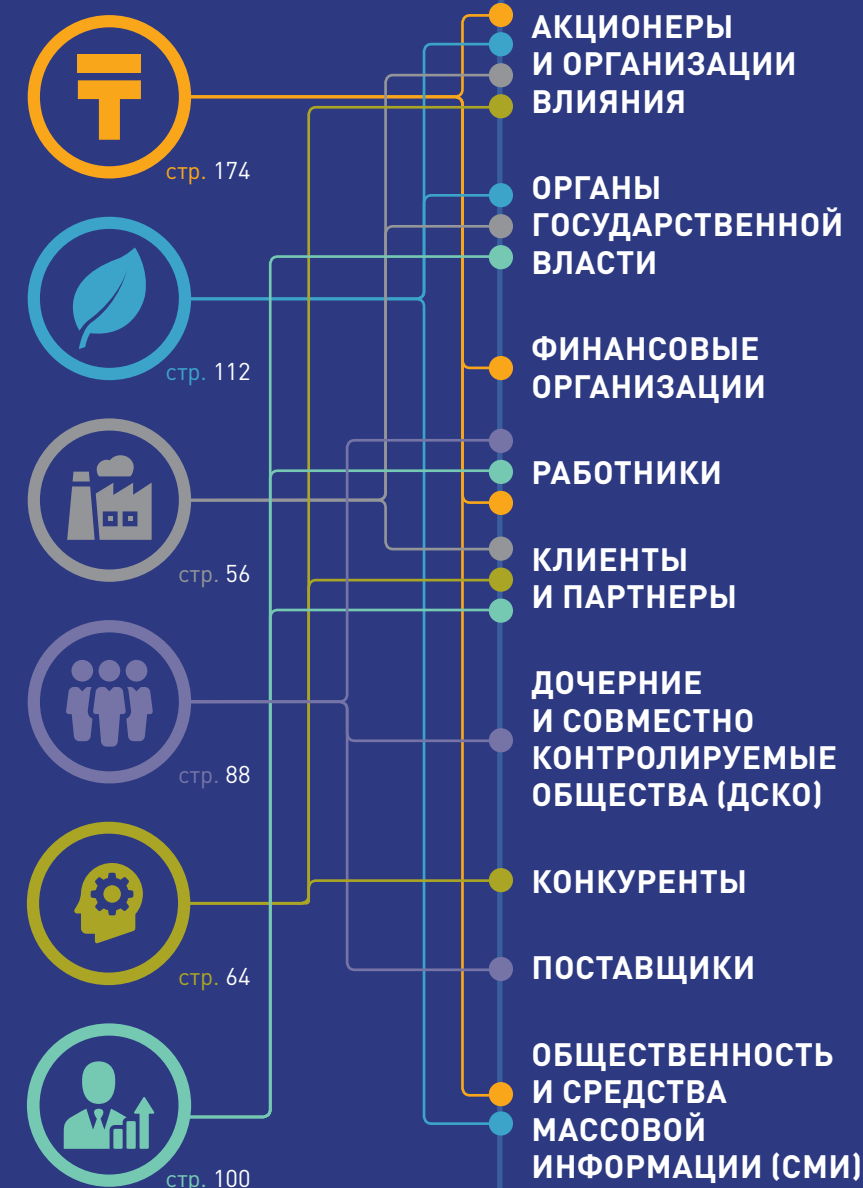 стр. 174
стр. 112
стр. 56
стр. 88
стр. 64
стр. 100
АКЦИОНЕРЫ
И ОРГАНИЗАЦИИ
ВЛИЯНИЯ
ОРГАНЫ
ГОСУДАРСТВЕННОЙ
ВЛАСТИ
ФИНАНСОВЫЕ
ОРГАНИЗАЦИИ
РАБОТНИКИ
КЛИЕНТЫ
И ПАРТНЕРЫ
ДОЧЕРНИЕ
И СОВМЕСТНО
КОНТРОЛИРУЕМЫЕ
ОБЩЕСТВА (ДСКО)
КОНКУРЕНТЫ
ПОСТАВЩИКИ
ОБЩЕСТВЕННОСТЬ
И СРЕДСТВА
МАССОВОЙ
ИНФОРМАЦИИ (СМИ)